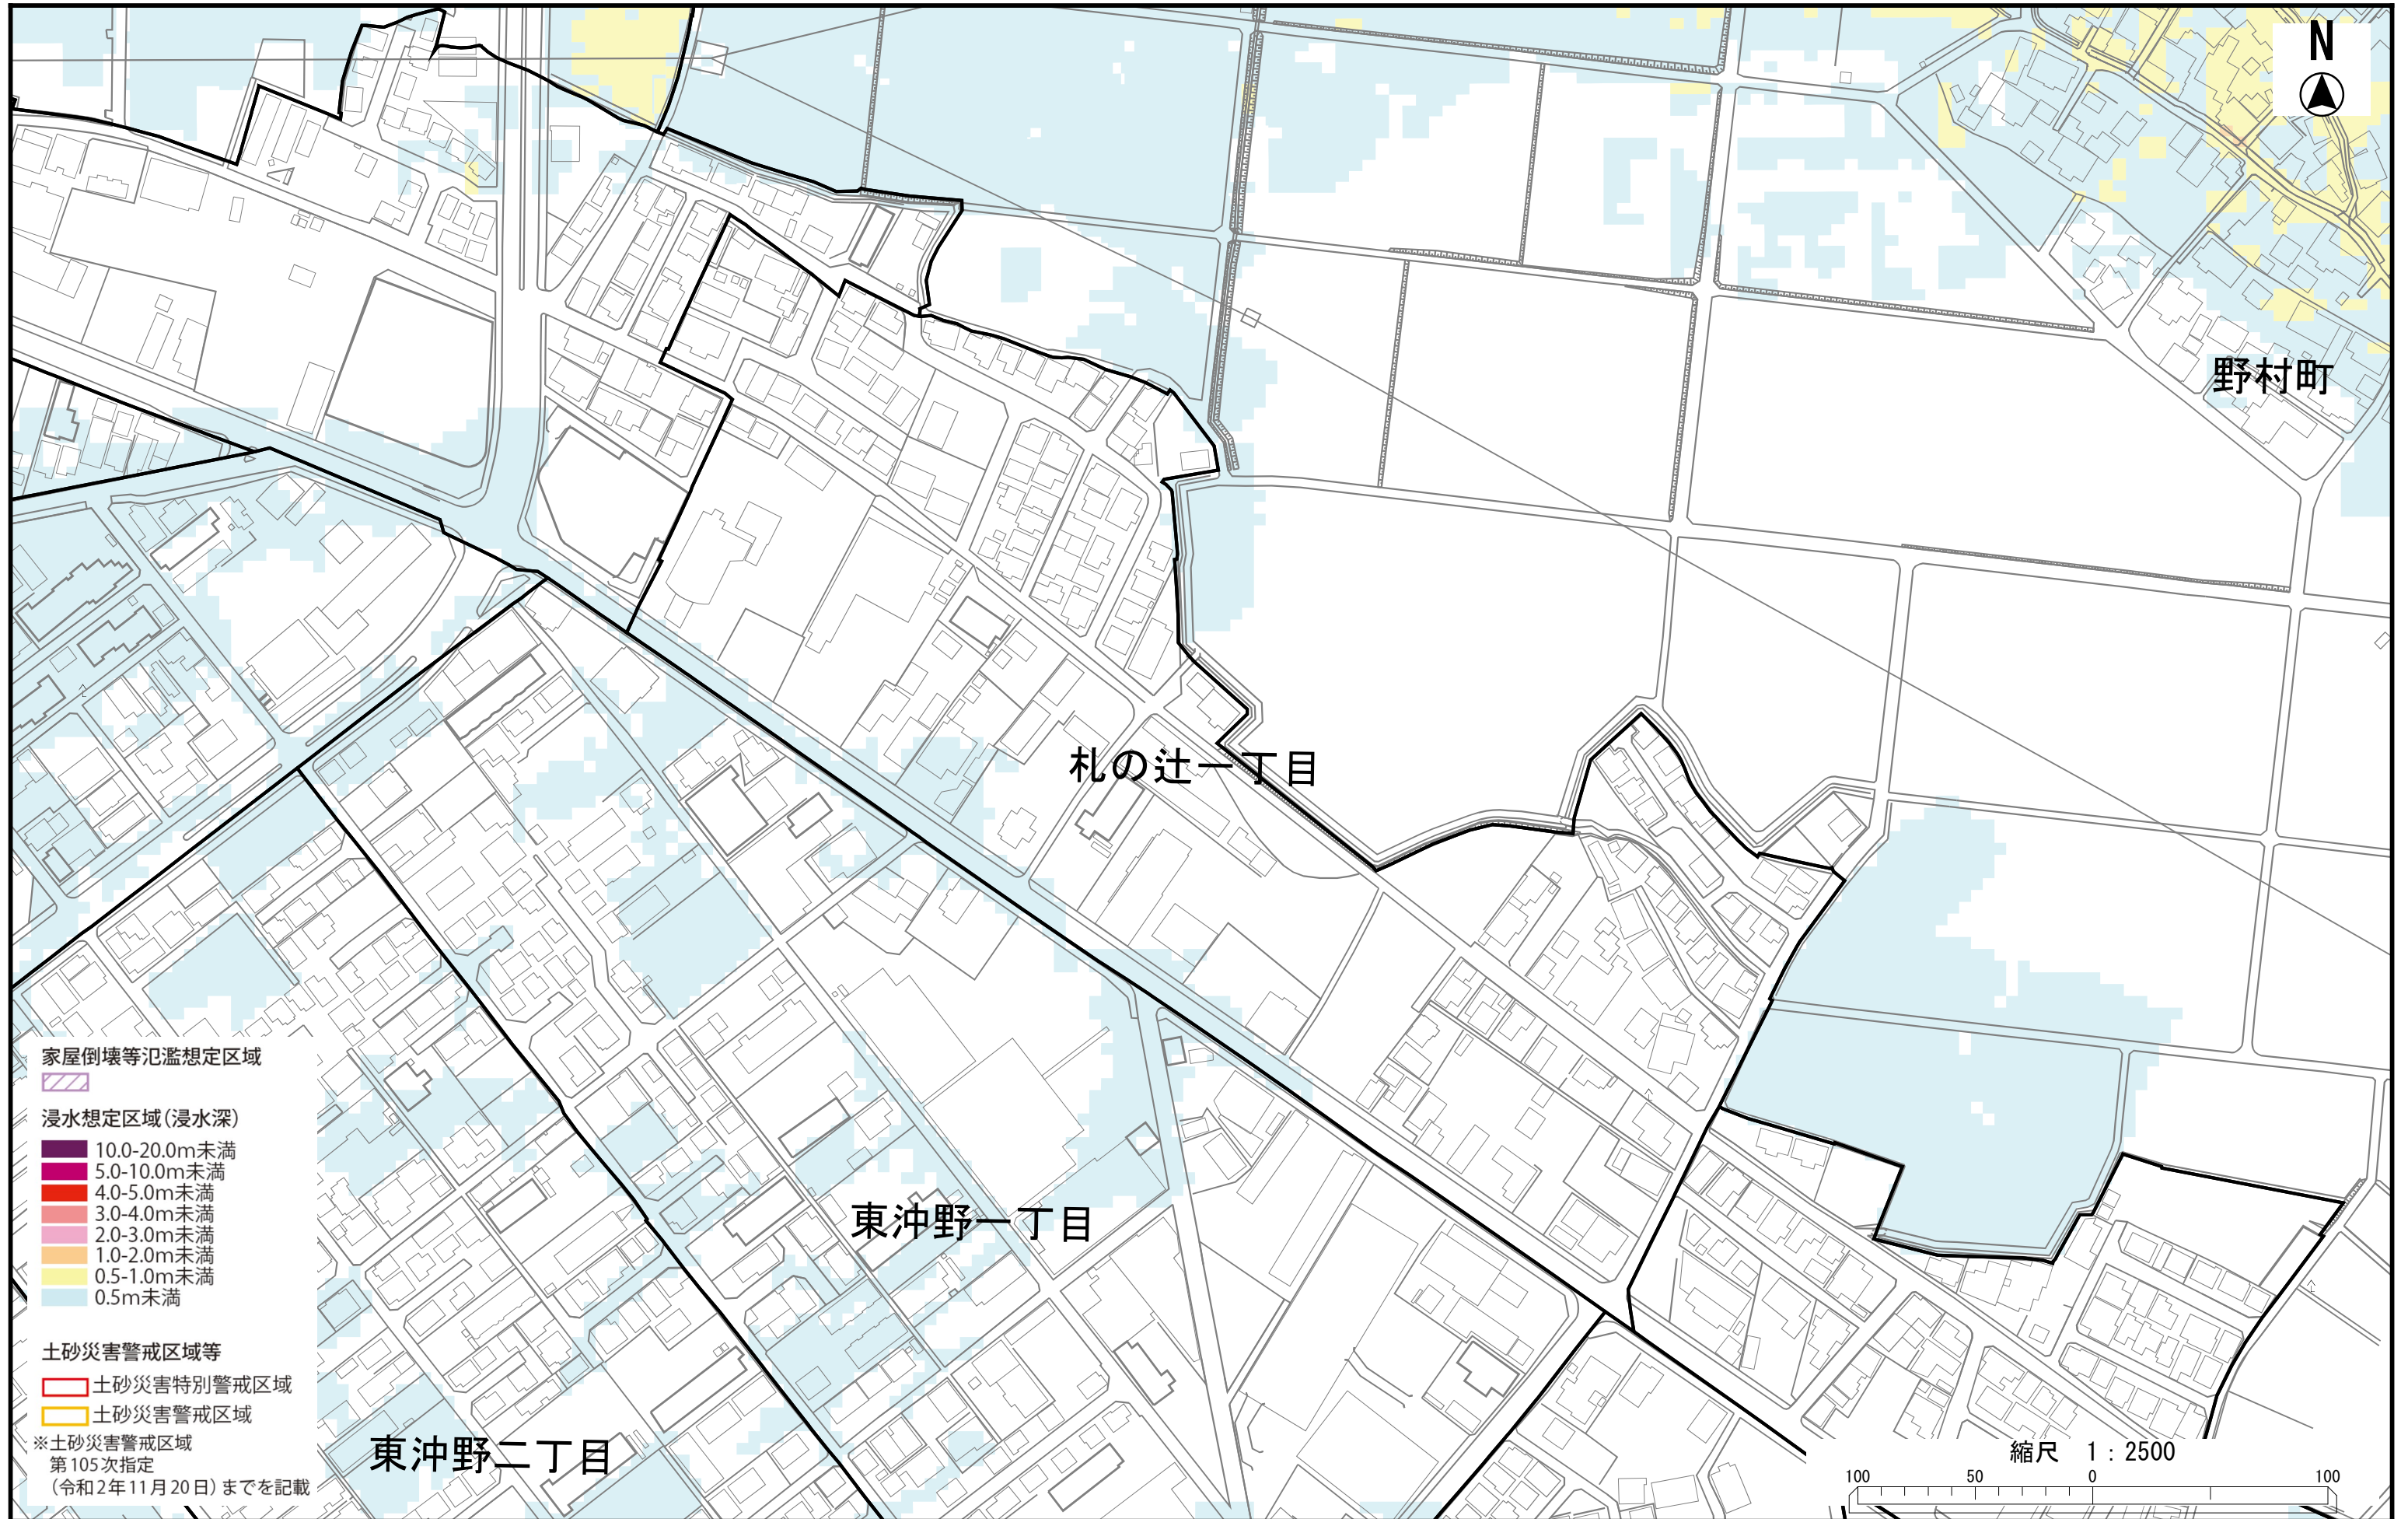 N
野村町
札の辻一丁目
東沖野一丁目
東沖野二丁目
家屋倒壊等氾濫想定区域
浸水想定区域(浸水深)
10.0-20.0m未満
5.0-10.0m未満
4.0-5.0m未満
3.0-4.0m未満
2.0-3.0m未満
1.0-2.0m未満
0.5-1.0m未満
0.5m未満
土砂災害警戒区域等
土砂災害特別警戒区域
土砂災害警戒区域
※土砂災害警戒区域
第105次指定
(令和2年11月20日)までを記載
縮尺 1:2500
100 50 0 100